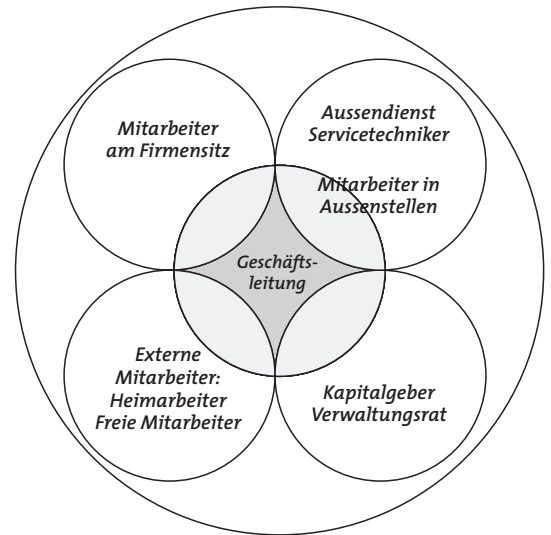 Mitarbeiter
am Firmensitz
Aussendienst
Servicetechniker
Mitarbeiter in
Aussenstellen
Geschäfts-
leitung
Externe
Mitarbeiter:
Heimarbeiter
Freie Mitarbeiter
Kapitalgeber
Verwaltungsrat